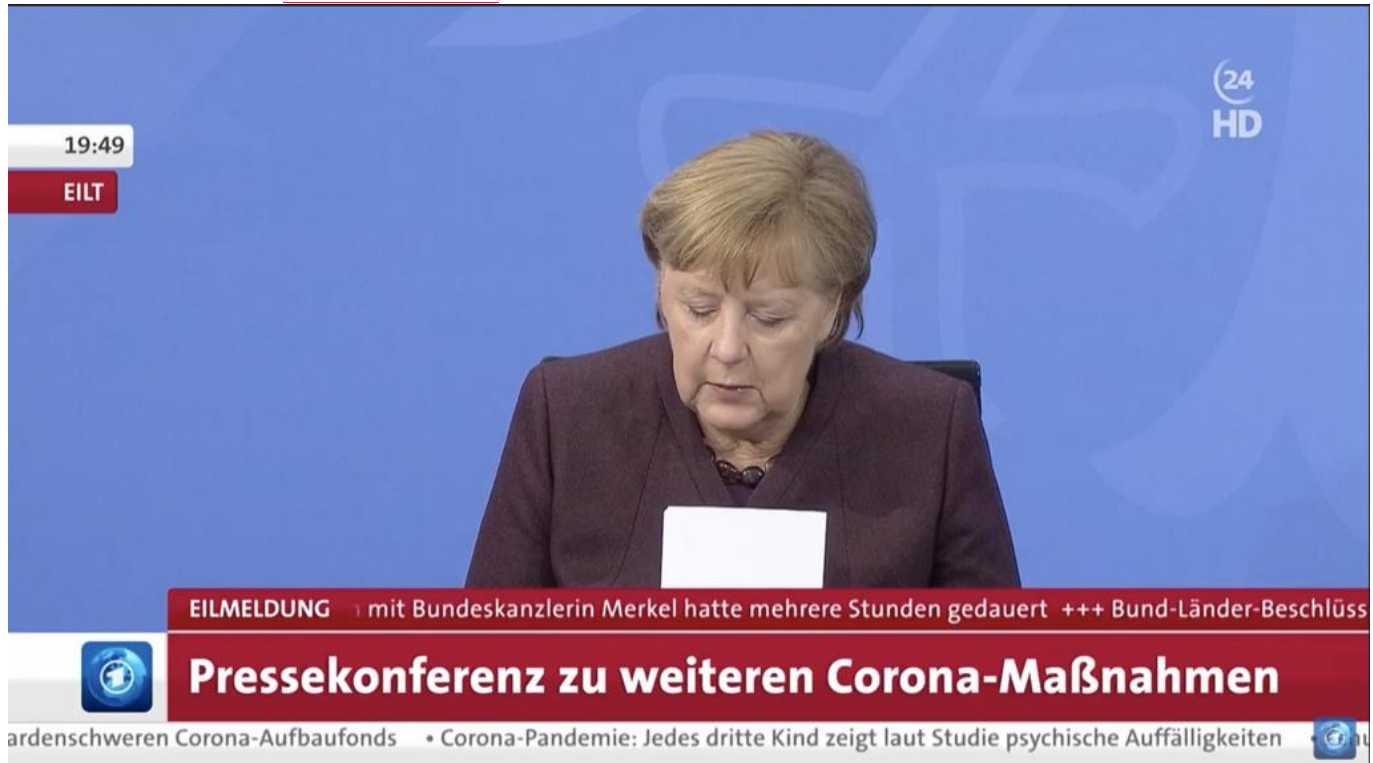 24
HD
19:49
EILT
EILMELDUNG mit Bundeskanzlerin Merkel hatte mehrere Stunden gedauert +++ Bund-Länder-Beschlüss
Pressekonferenz zu weiteren Corona-Maßnahmen
ardenschweren Corona-Aufbaufonds • Corona-Pandemie: Jedes dritte Kind zeigt laut Studie psychische Auffälligkeiten •